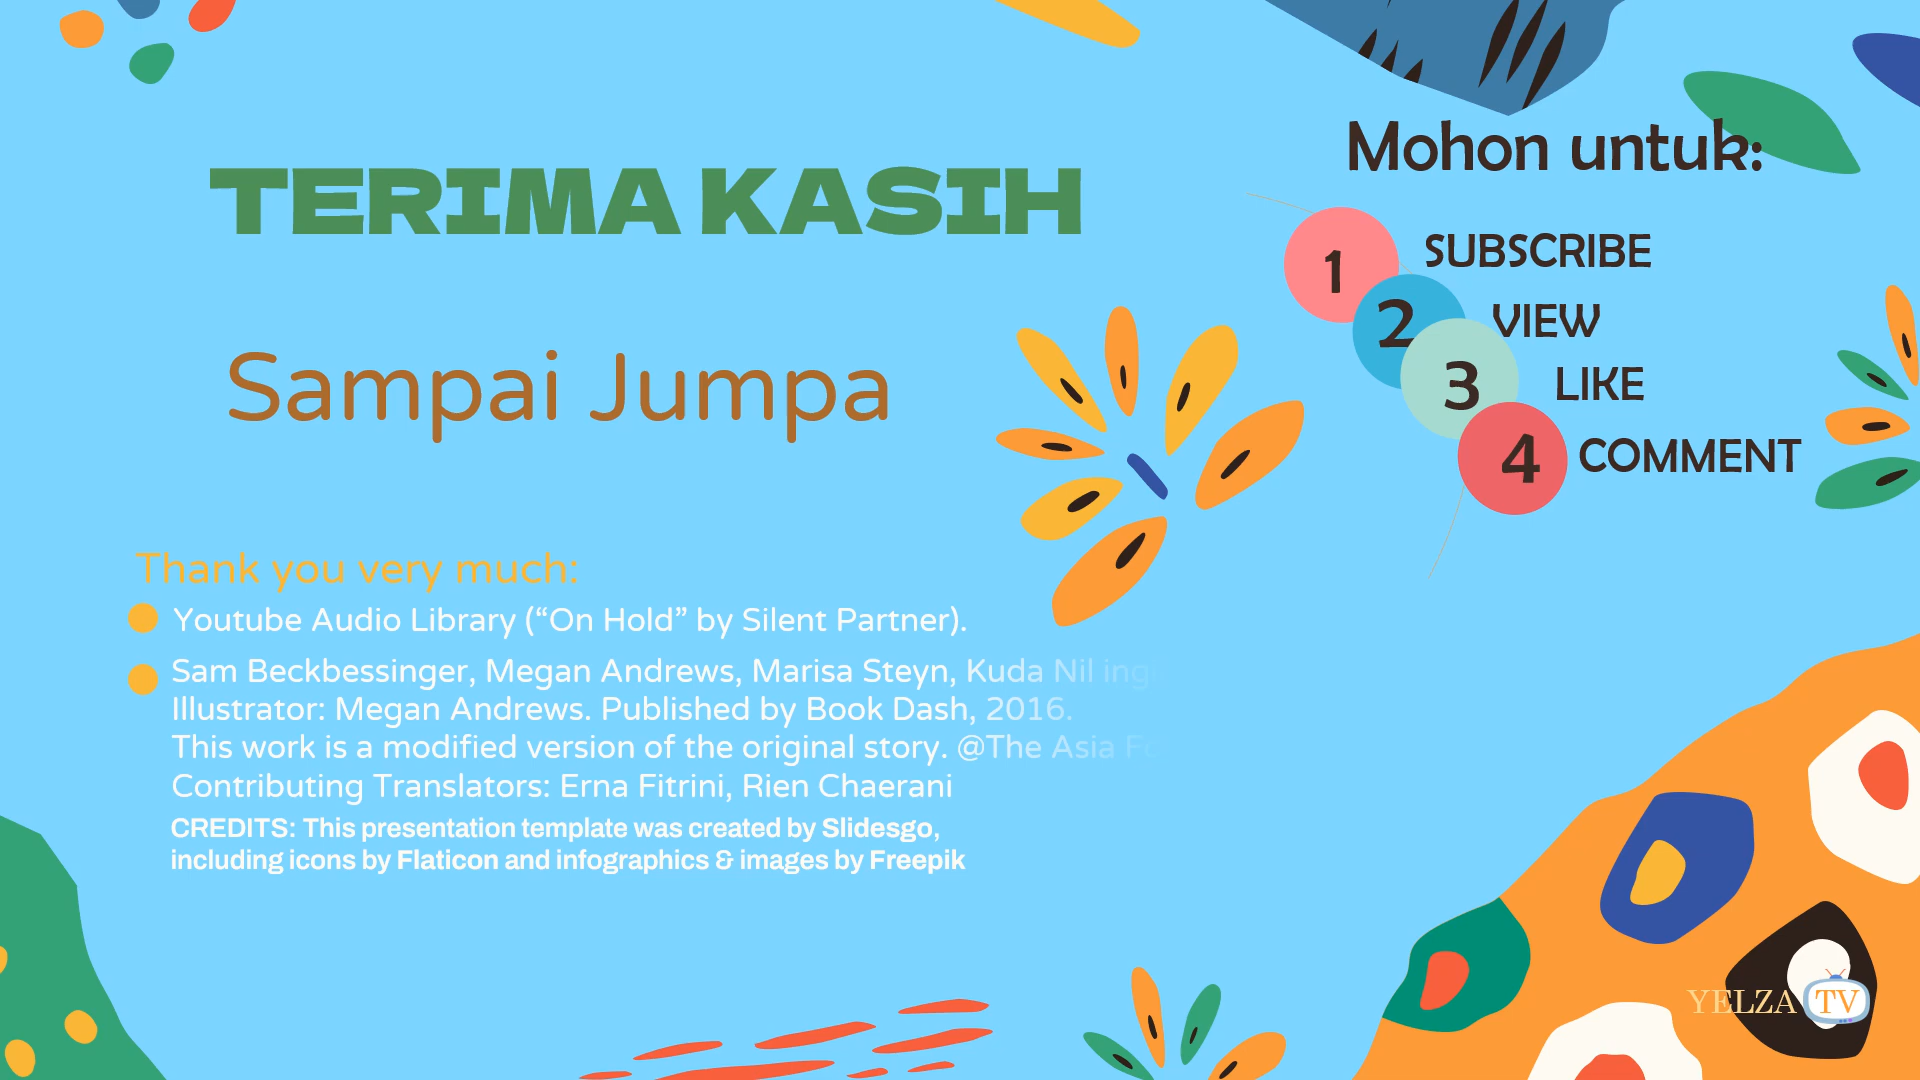 TERIMA KASIH
Sampai Jumpa
Mohon untuk:
1 SUBSCRIBE
2 VIEW
3 LIKE
4 COMMENT
Thank you very much:
Youtube Audio Library (“On Hold” by Silent Partner).
Sam Beckbessinger, Megan Andrews, Marisa Steyn, Kuda Nil
Illustrator: Megan Andrews. Published by Book Dash, 2016.
This work is a modified version of the original story. @The Asia
Contributing Translators: Erna Fitrini, Rien Chaerani
CREDITS: This presentation template was created by Slidesgo,
including icons by Flaticon and infographics & images by Freepik
YELZA TV